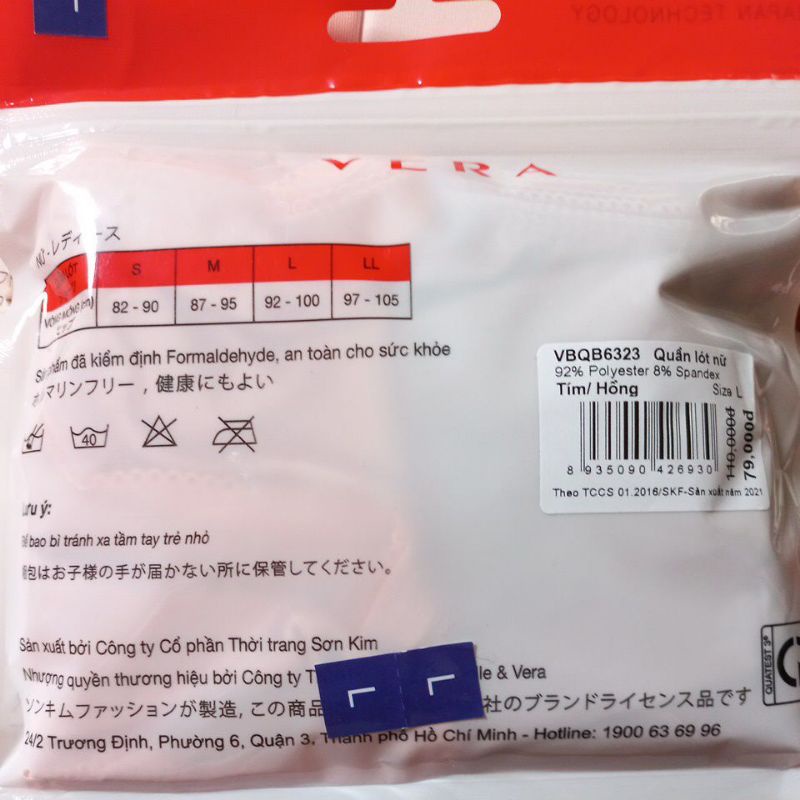 L
JAPAN TECHNOLOGY
VERA
NỮ - レディース
S M L LL
VÒNG MÔNG (cm) 82 - 90 87 - 95 92 - 100 97 - 105
phẩm đã kiểm định Formaldehyde, an toàn cho sức khỏe
ホルマリンフリー，健康にもよい
40
VBQB6323 Quần lót nữ
92% Polyester 8% Spandex
Tím/ Hồng Size L
8 935090 426930
110,000đ
79,000đ
Theo TCCS 01.2016/SKF-Sản xuất năm 2021
Lưu ý:
bao bì tránh xa tầm tay trẻ nhỏ
包はお子様の手が届かない所に保管してください。
Sản xuất bởi Công ty Cổ phần Thời trang Sơn Kim
Nhượng quyền thương hiệu bởi Công ty & Vera
ソンキムファッションが製造, この商品 社のブランドライセンス品です
24/2 Trương Định, Phường 6, Quận 3, Thành phố Hồ Chí Minh - Hotline: 1900 63 69 96
L L
QUATEST 3